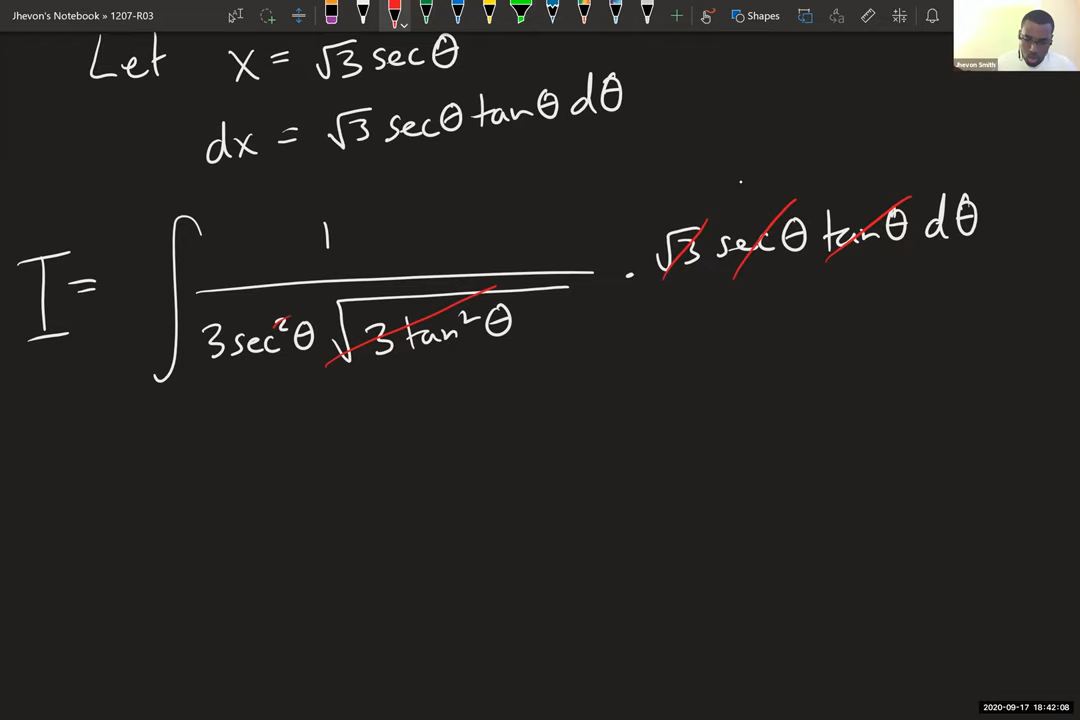 Jhevon's Notebook » 1207-R03
Shapes
Jhevon Smith
Let x = √3 secθ
dx = √3 secθ tanθ dθ
I = ∫ 1 / (3sec²θ √(3tan²θ)) · √3 secθ tanθ dθ
2020-09-17 18:42:08